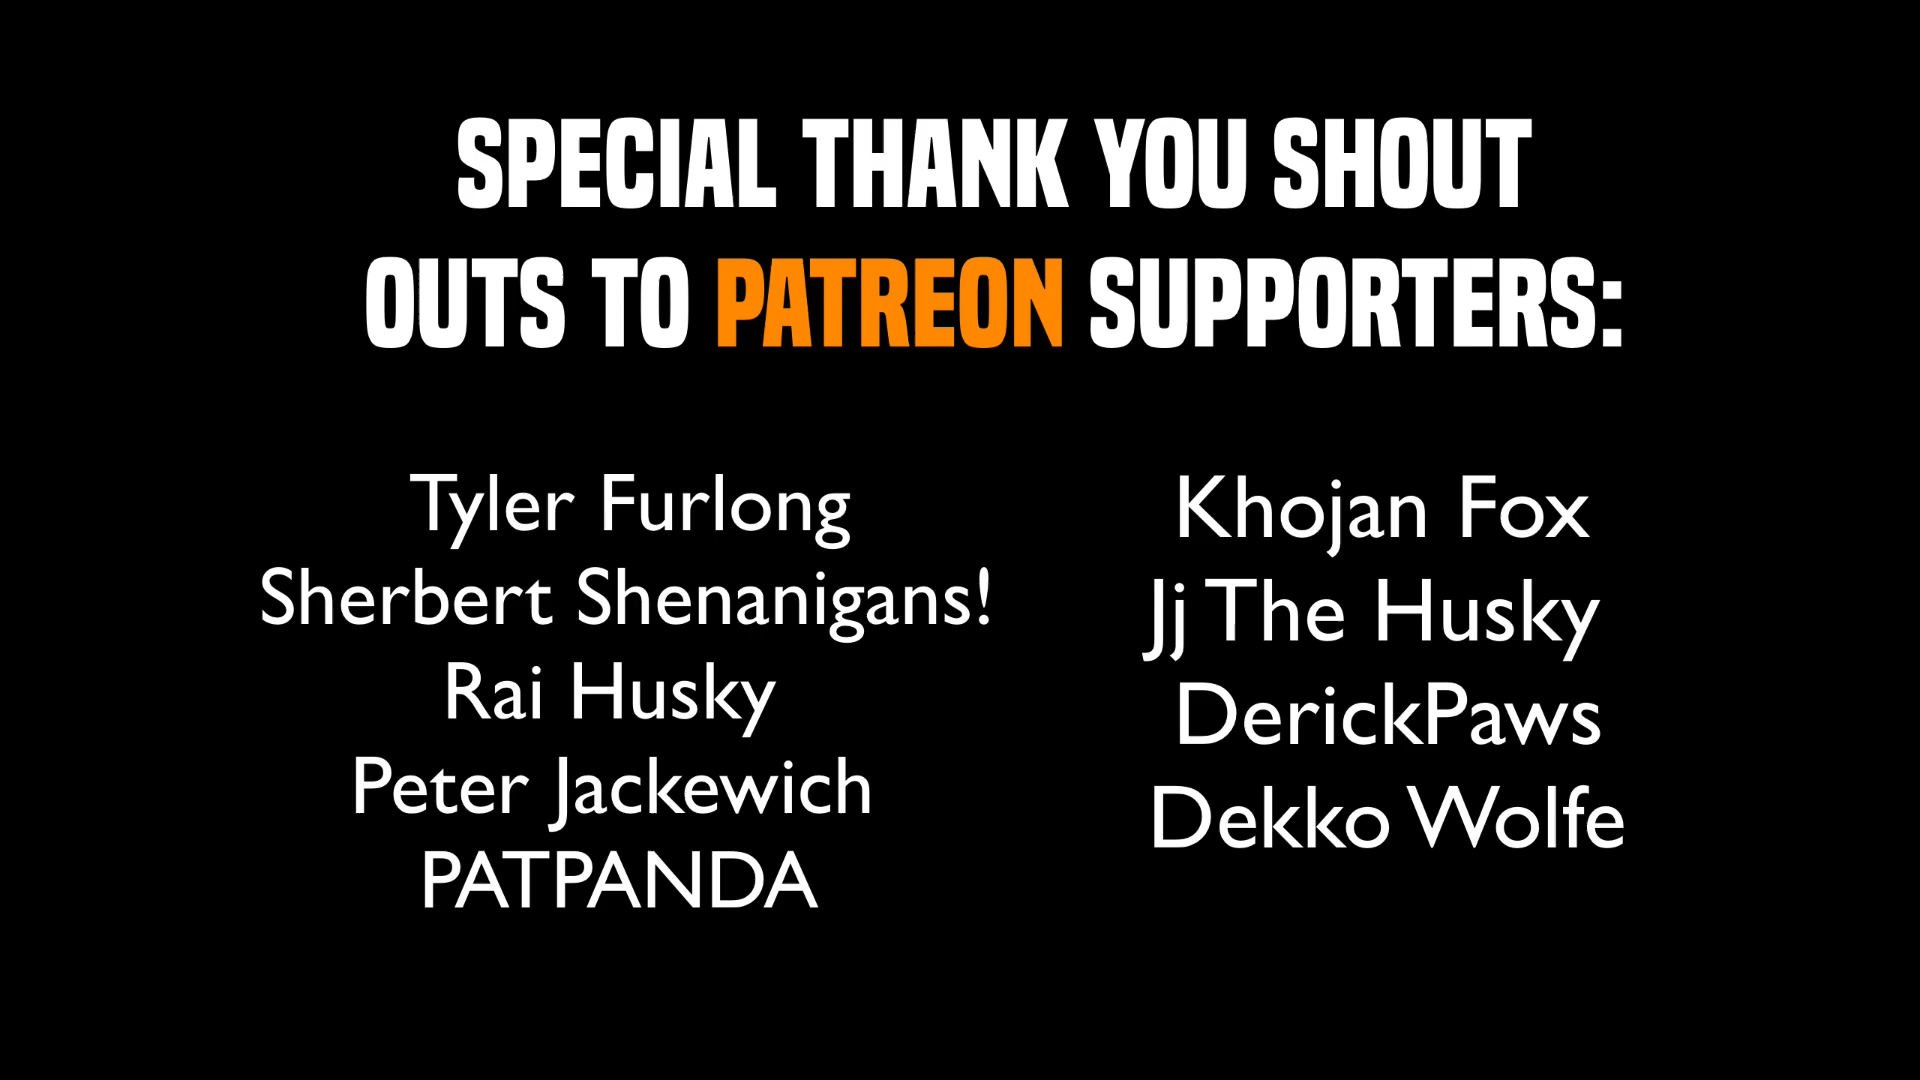 SPECIAL THANK YOU SHOUT
OUTS TO PATREON SUPPORTERS:
Tyler Furlong
Sherbert Shenanigans!
Rai Husky
Peter Jackewich
PATPANDA
Khojan Fox
Jj The Husky
DerickPaws
Dekko Wolfe